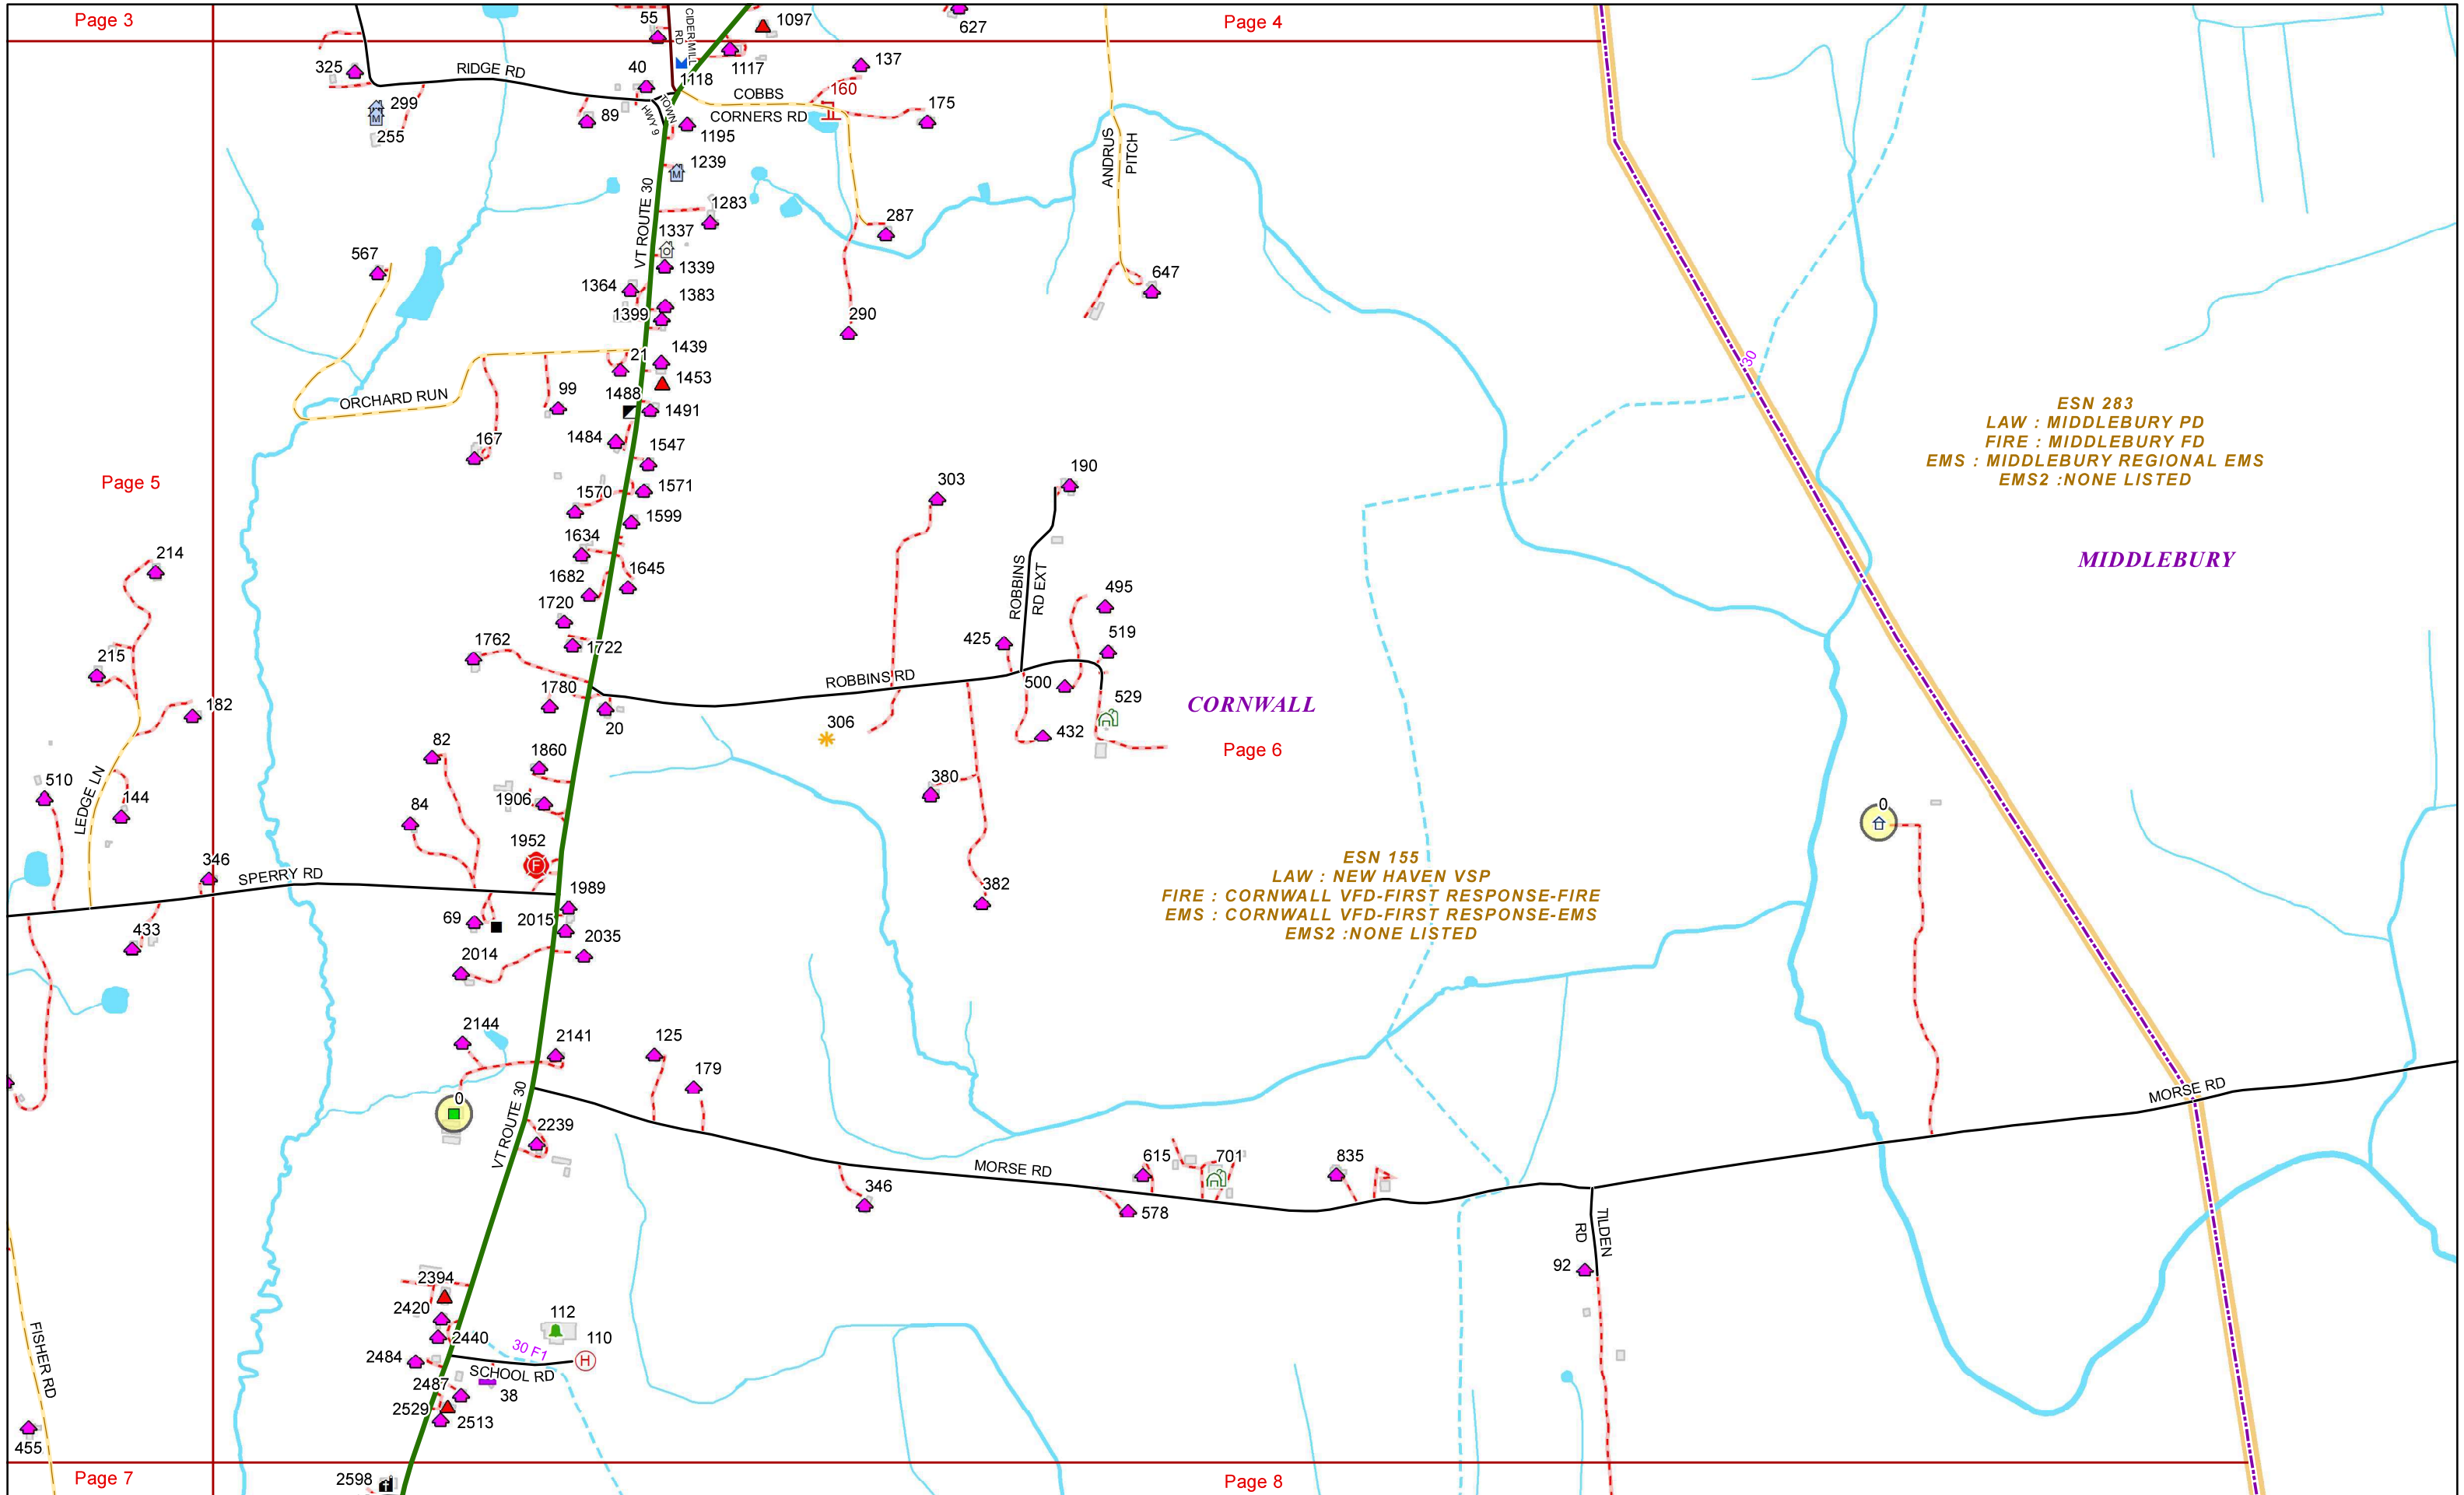 Page 3
55
CIDER MILL
RD
1097
627
Page 4
325
RIDGE RD
40
1118
1117
137
299
255
89
HWY 9
TOWN
COBBS
CORNERS RD
160
175
1195
ANDRUS
PITCH
1239
VT ROUTE 30
1283
287
1337
567
1339
647
1364
1383
1399
290
21
1439
30
ORCHARD RUN
99
1488
1453
1491
167
1484
1547
ESN 283
LAW : MIDDLEBURY PD
FIRE : MIDDLEBURY FD
EMS : MIDDLEBURY REGIONAL EMS
EMS2 :NONE LISTED
Page 5
1570
1571
303
190
1599
214
1634
1645
ROBBINS
RD EXT
MIDDLEBURY
1682
495
1720
1762
1722
425
519
215
1780
ROBBINS RD
500
529
CORNWALL
182
20
306
432
Page 6
82
1860
380
510
LEDGE LN
144
84
1906
0
1952
346
SPERRY RD
1989
382
ESN 155
LAW : NEW HAVEN VSP
FIRE : CORNWALL VFD-FIRST RESPONSE-FIRE
EMS : CORNWALL VFD-FIRST RESPONSE-EMS
EMS2 :NONE LISTED
433
69
2015
2014
2035
F
2144
2141
125
179
0
VT ROUTE 30
2239
MORSE RD
MORSE RD
346
615
701
835
578
TILDEN
RD
92
2394
2420
112
110
H
2440
30 F1
2484
SCHOOL RD
FISHER RD
2487
38
2529
2513
455
Page 7
2598
Page 8
M
M
O